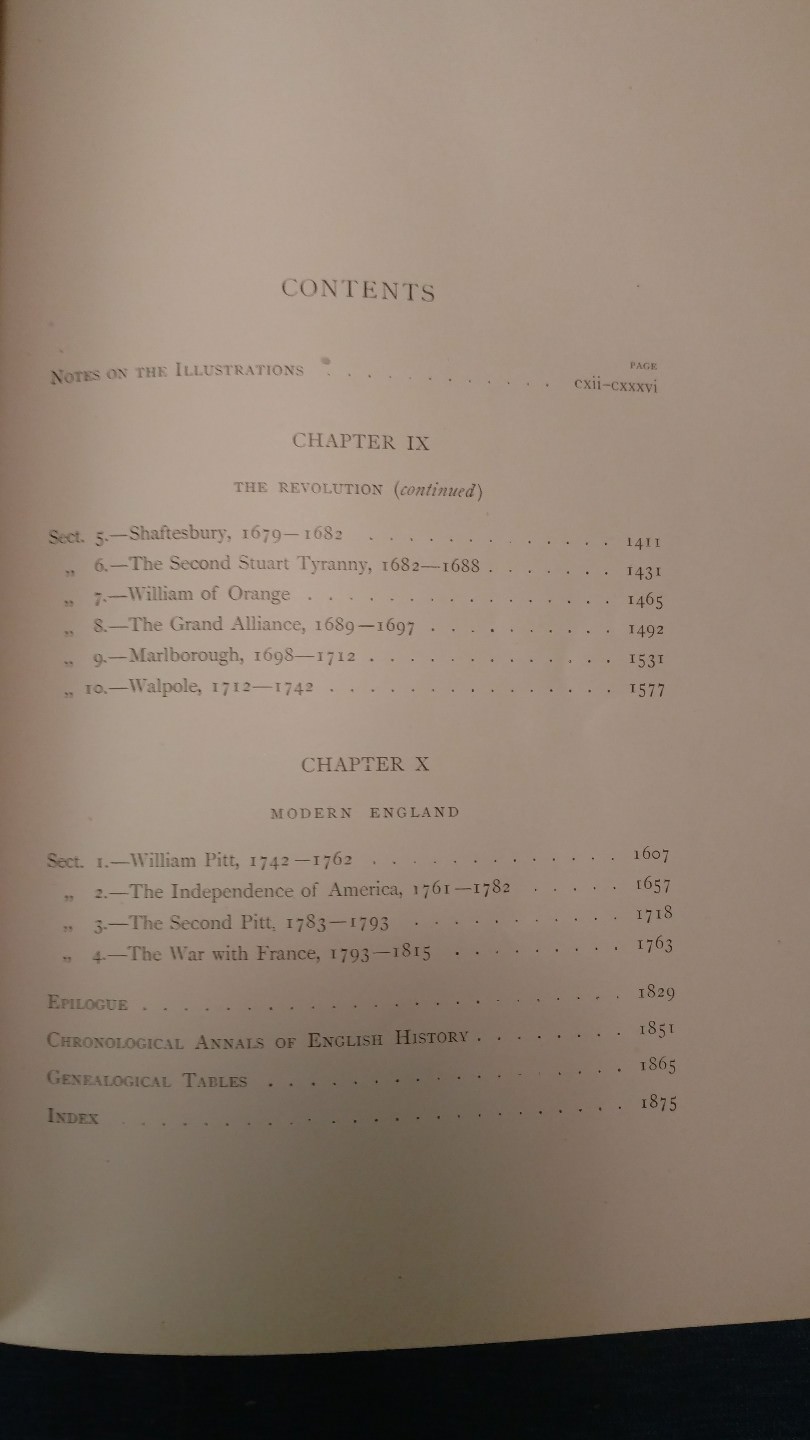 CONTENTS
PAGE
NOTES ON THE ILLUSTRATIONS . . . . . . . . . . . cxii–cxxxvi
CHAPTER IX
THE REVOLUTION (continued)
Sect. 5.—Shaftesbury, 1679—1682 . . . . . . . . . . . . . 1411
„ 6.—The Second Stuart Tyranny, 1682—1688 . . . . . . . 1431
„ 7.—William of Orange . . . . . . . . . . . . . . . 1465
„ 8.—The Grand Alliance, 1689—1697 . . . . . . . . . 1492
„ 9.—Marlborough, 1698—1712 . . . . . . . . . . . . 1531
„ 10.—Walpole, 1712—1742 . . . . . . . . . . . . . . 1577
CHAPTER X
MODERN ENGLAND
Sect. 1.—William Pitt, 1742—1762 . . . . . . . . . . . . 1607
„ 2.—The Independence of America, 1761—1782 . . . . . 1657
„ 3.—The Second Pitt, 1783—1793 . . . . . . . . . . 1718
„ 4.—The War with France, 1793—1815 . . . . . . . . 1763
EPILOGUE . . . . . . . . . . . . . . . . . . . . . . . 1829
CHRONOLOGICAL ANNALS OF ENGLISH HISTORY . . . . . . . . 1851
GENEALOGICAL TABLES . . . . . . . . . . . . . . . . . 1865
INDEX . . . . . . . . . . . . . . . . . . . . . . . . 1875